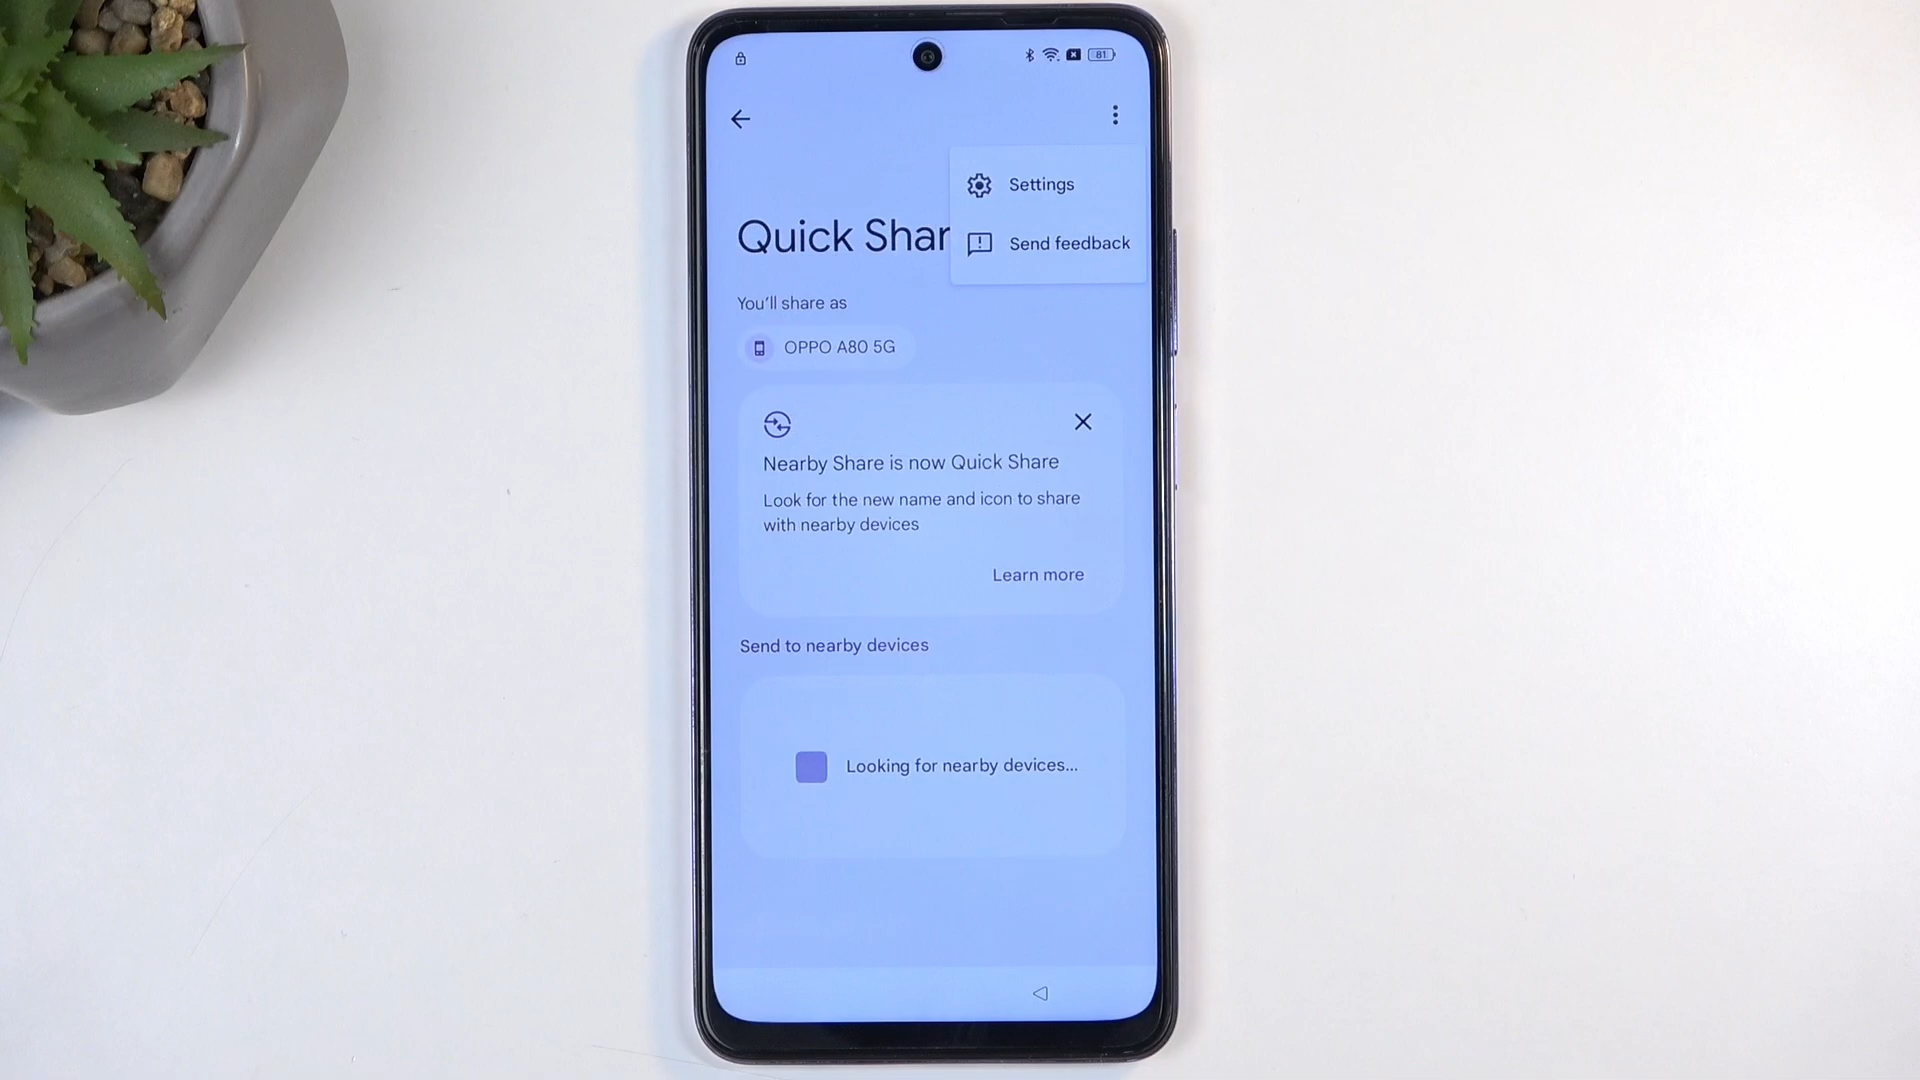 81
Settings
Quick Shar
Send feedback
You'll share as
OPPO A80 5G
Nearby Share is now Quick Share
Look for the new name and icon to share
with nearby devices
Learn more
Send to nearby devices
Looking for nearby devices...